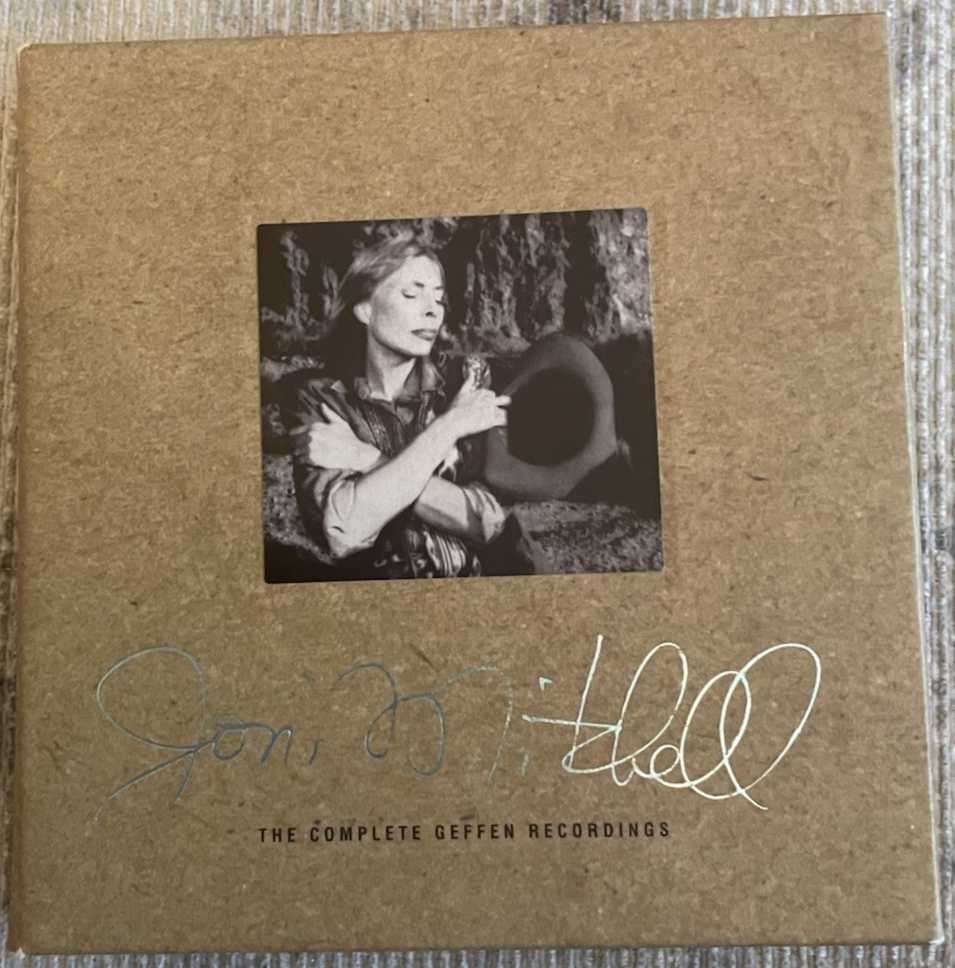 Joni Mitchell
THE COMPLETE GEFFEN RECORDINGS